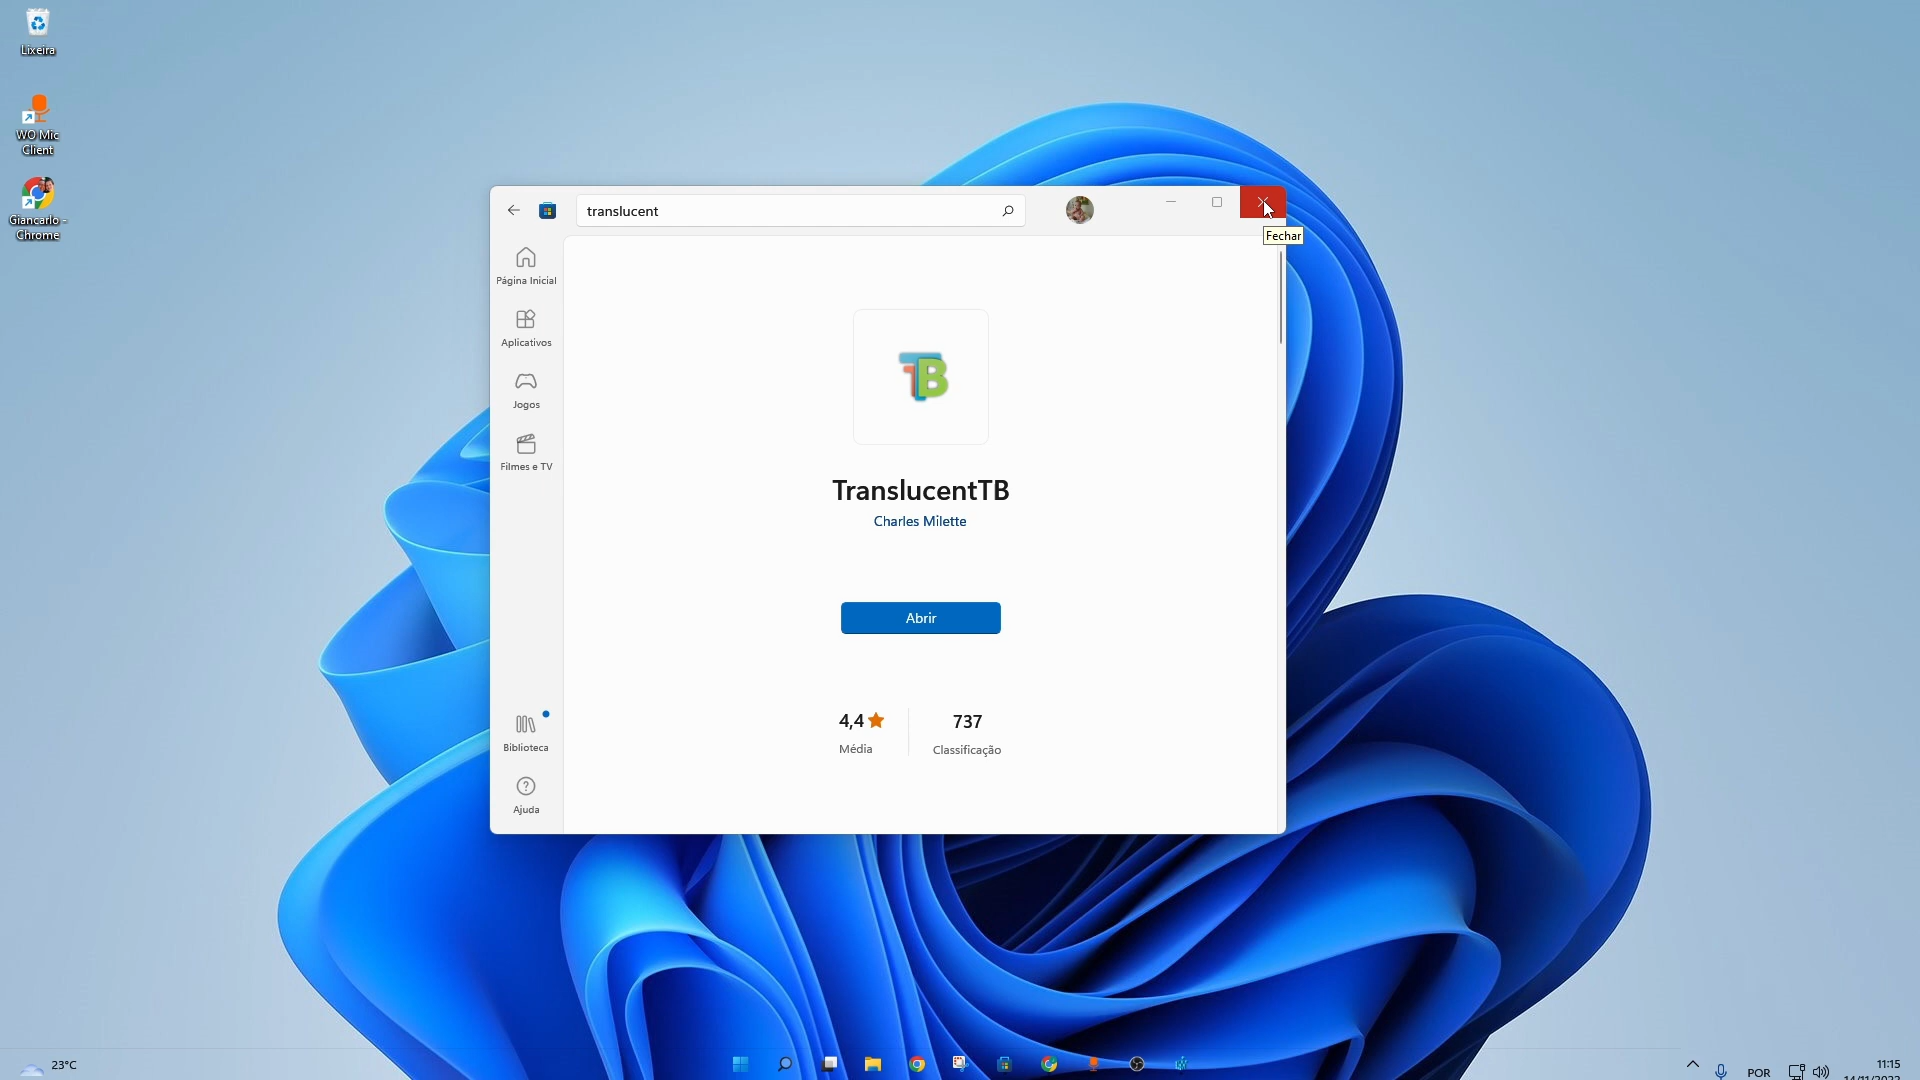 Lixeira
WO Mic
Client
Giancarlo -
Chrome
translucent
Fechar
Página Inicial
Aplicativos
Jogos
Filmes e TV
Biblioteca
Ajuda
TB
TranslucentTB
Charles Milette
Abrir
4,4
Média
737
Classificação
23°C
POR
11:15